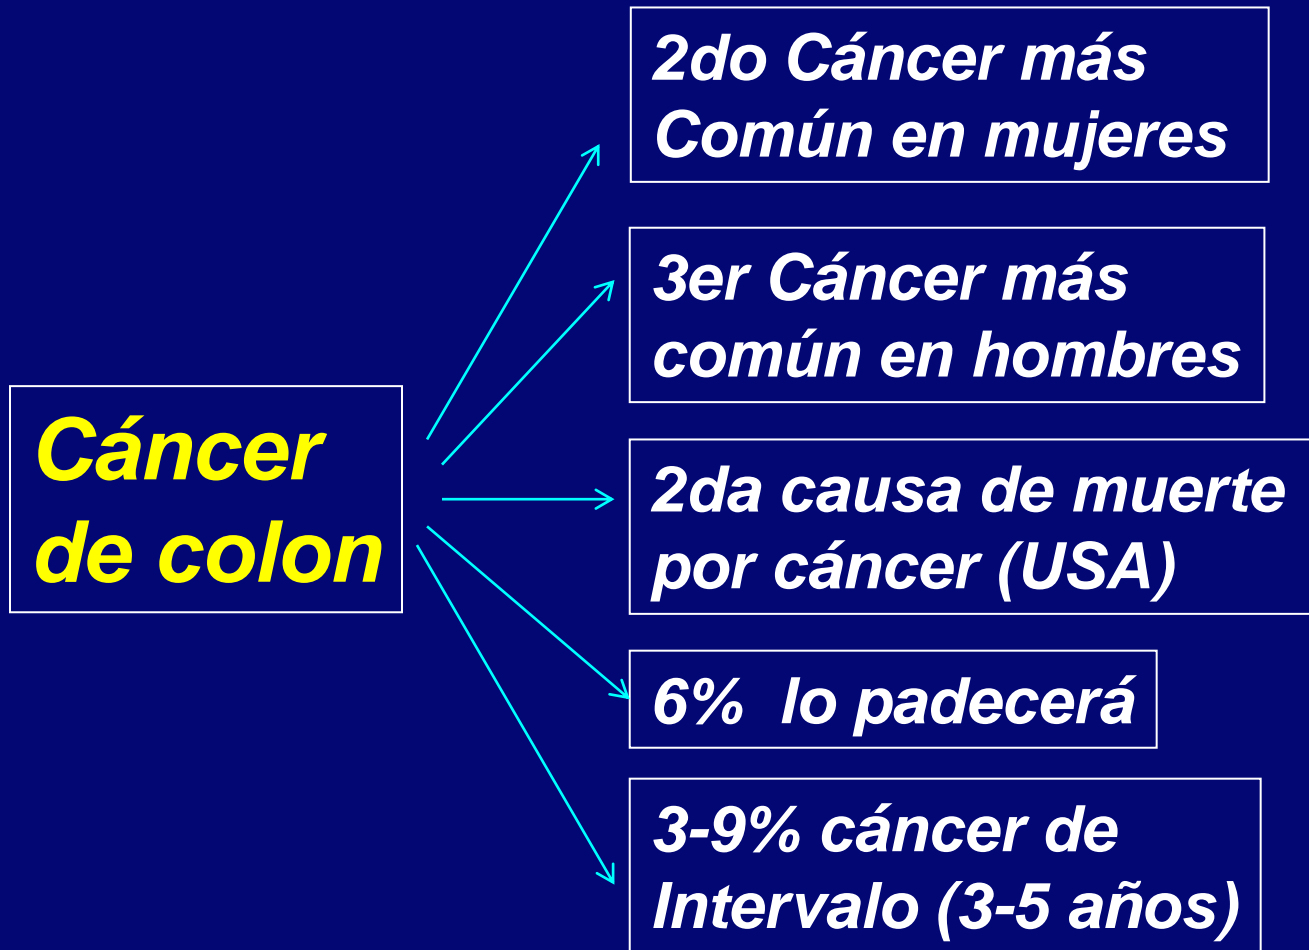 2do Cáncer más
Común en mujeres
3er Cáncer más
común en hombres
Cáncer
de colon
2da causa de muerte
por cáncer (USA)
6% lo padecerá
3-9% cáncer de
Intervalo (3-5 años)